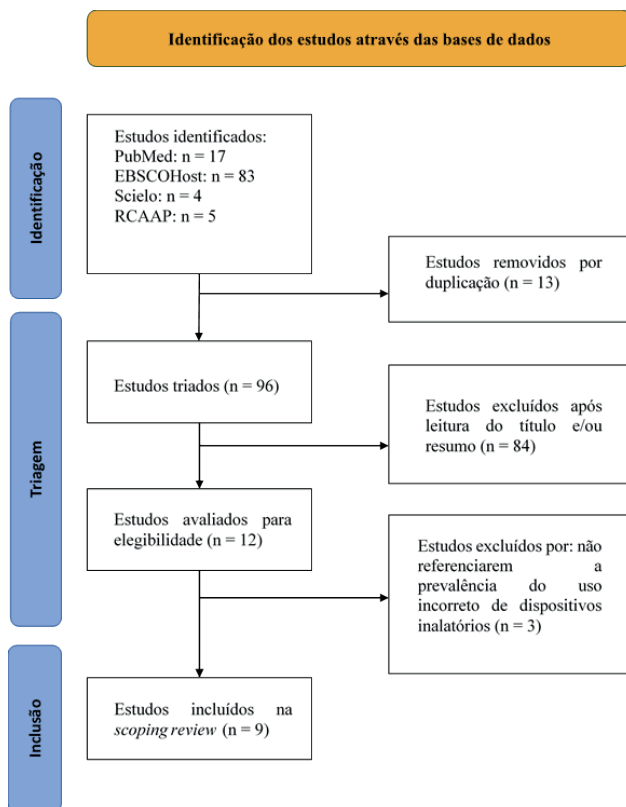 Identificação dos estudos através das bases de dados
Identificação
Estudos identificados:
PubMed: n = 17
EBSCOHost: n = 83
Scielo: n = 4
RCAAP: n = 5
Estudos removidos por
duplicação (n = 13)
Triagem
Estudos triados (n = 96)
Estudos excluídos após
leitura do título e/ou
resumo (n = 84)
Estudos avaliados para
elegibilidade (n = 12)
Estudos excluídos por: não
referenciarem a
prevalência do uso
incorreto de dispositivos
inalatórios (n = 3)
Inclusão
Estudos incluídos na
scoping review (n = 9)